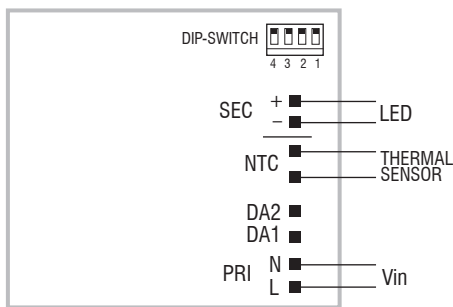 DIP-SWITCH
4 3 2 1
SEC + LED
−
NTC THERMAL
SENSOR
DA2
DA1
PRI N Vin
L